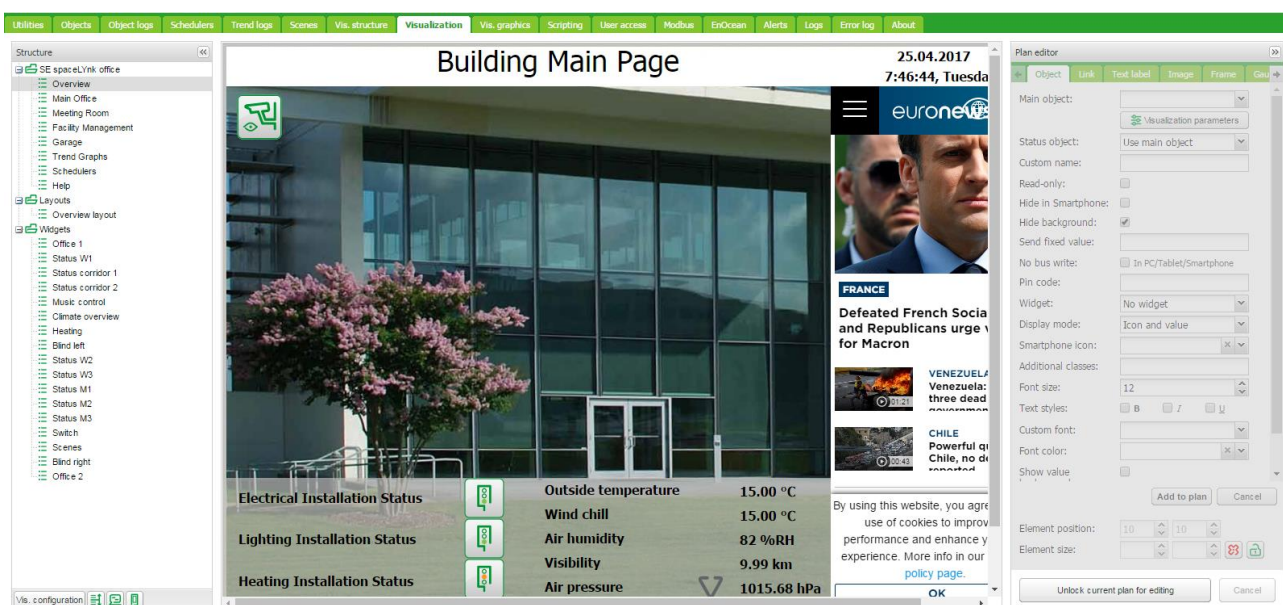 Utilities Objects Object logs Schedulers Trend logs Scenes Vis. structure Visualization Vis. graphics Scripting User access Modbus EnOcean Alerts Logs Error log About
Structure
SE spaceLYnk office
Overview
Main Office
Meeting Room
Facility Management
Garage
Trend Graphs
Schedulers
Help
Layouts
Overview layout
Widgets
Office 1
Status W1
Status corridor 1
Status corridor 2
Music control
Climate overview
Heating
Blind left
Status W2
Status W3
Status M1
Status M2
Status M3
Switch
Scenes
Blind right
Office 2
Vis. configuration
Building Main Page
25.04.2017
7:46:44, Tuesda
euronews
FRANCE
Defeated French Socia
and Republicans urge v
for Macron
VENEZUELA
Venezuela:
three dead
governmen
01:21
CHILE
Powerful qu
Chile, no de
reported
00:43
By using this website, you agre
use of cookies to improv
performance and enhance y
experience. More info in our
policy page.
OK
Electrical Installation Status
Lighting Installation Status
Heating Installation Status
Outside temperature 15.00 °C
Wind chill 15.00 °C
Air humidity 82 %RH
Visibility 9.99 km
Air pressure 1015.68 hPa
Plan editor
Object Link Text label Image Frame Gau
Main object:
Visualization parameters
Status object: Use main object
Custom name:
Read-only:
Hide in Smartphone:
Hide background:
Send fixed value:
No bus write: In PC/Tablet/Smartphone
Pin code:
Widget: No widget
Display mode: Icon and value
Smartphone icon:
Additional classes:
Font size: 12
Text styles: B I U
Custom font:
Font color:
Show value
Add to plan Cancel
Element position: 10 10
Element size:
Unlock current plan for editing Cancel